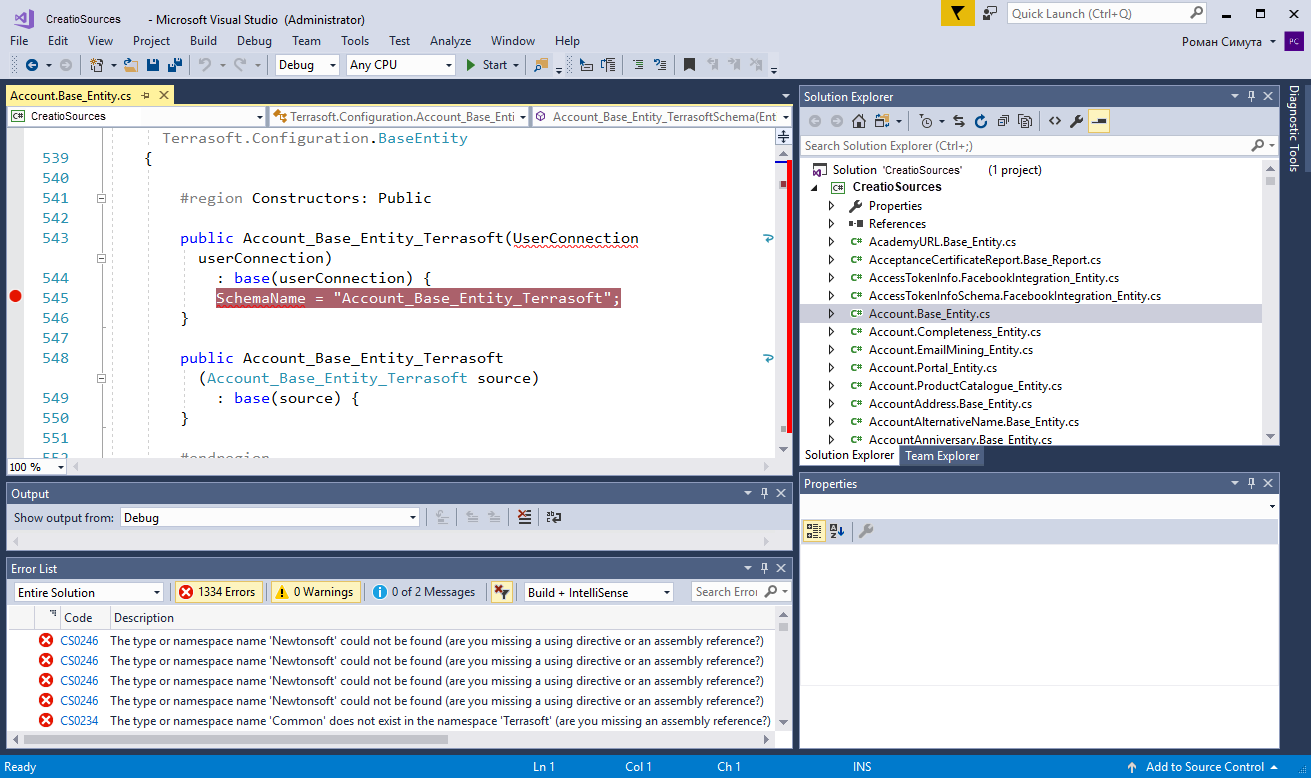 CreatioSources - Microsoft Visual Studio (Administrator)
Quick Launch (Ctrl+Q)
File Edit View Project Build Debug Team Tools Test Analyze Window Help
Роман Симута PC
Debug Any CPU Start
Account.Base_Entity.cs
C# CreatioSources Terrasoft.Configuration.Account_Base_Enti Account_Base_Entity_TerrasoftSchema(Ent
Terrasoft.Configuration.BaseEntity
539 {
540
541 #region Constructors: Public
542
543 public Account_Base_Entity_Terrasoft(UserConnection
userConnection)
544 : base(userConnection) {
545 SchemaName = "Account_Base_Entity_Terrasoft";
546 }
547
548 public Account_Base_Entity_Terrasoft
(Account_Base_Entity_Terrasoft source)
549 : base(source) {
550 }
551
552 #endregion
100 %
Output
Show output from: Debug
Error List
Entire Solution 1334 Errors 0 Warnings 0 of 2 Messages Build + IntelliSense Search Error
Code Description
CS0246 The type or namespace name 'Newtonsoft' could not be found (are you missing a using directive or an assembly reference?)
CS0246 The type or namespace name 'Newtonsoft' could not be found (are you missing a using directive or an assembly reference?)
CS0246 The type or namespace name 'Newtonsoft' could not be found (are you missing a using directive or an assembly reference?)
CS0246 The type or namespace name 'Newtonsoft' could not be found (are you missing a using directive or an assembly reference?)
CS0234 The type or namespace name 'Common' does not exist in the namespace 'Terrasoft' (are you missing an assembly reference?)
Solution Explorer
Search Solution Explorer (Ctrl+;)
Solution 'CreatioSources' (1 project)
C# CreatioSources
Properties
References
C# AcademyURL.Base_Entity.cs
C# AcceptanceCertificateReport.Base_Report.cs
C# AccessTokenInfo.FacebookIntegration_Entity.cs
C# AccessTokenInfoSchema.FacebookIntegration_Entity.cs
C# Account.Base_Entity.cs
C# Account.Completeness_Entity.cs
C# Account.EmailMining_Entity.cs
C# Account.Portal_Entity.cs
C# Account.ProductCatalogue_Entity.cs
C# AccountAddress.Base_Entity.cs
C# AccountAlternativeName.Base_Entity.cs
C# AccountAnniversary.Base_Entity.cs
Solution Explorer Team Explorer
Properties
Diagnostic Tools
Ready Ln 1 Col 1 Ch 1 INS Add to Source Control